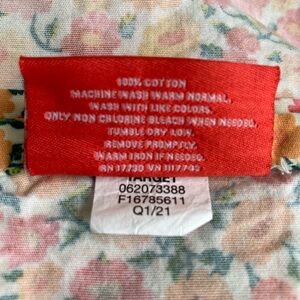 100% COTTON
MACHINE WASH WARM NORMAL,
WASH WITH LIKE COLORS,
ONLY NON CHLORINE BLEACH WHEN NEEDED,
TUMBLE DRY LOW,
REMOVE PROMPTLY,
WARM IRON IF NEEDED.
RN 17730 VN
TARGET
062073388
F16785611
Q1/21